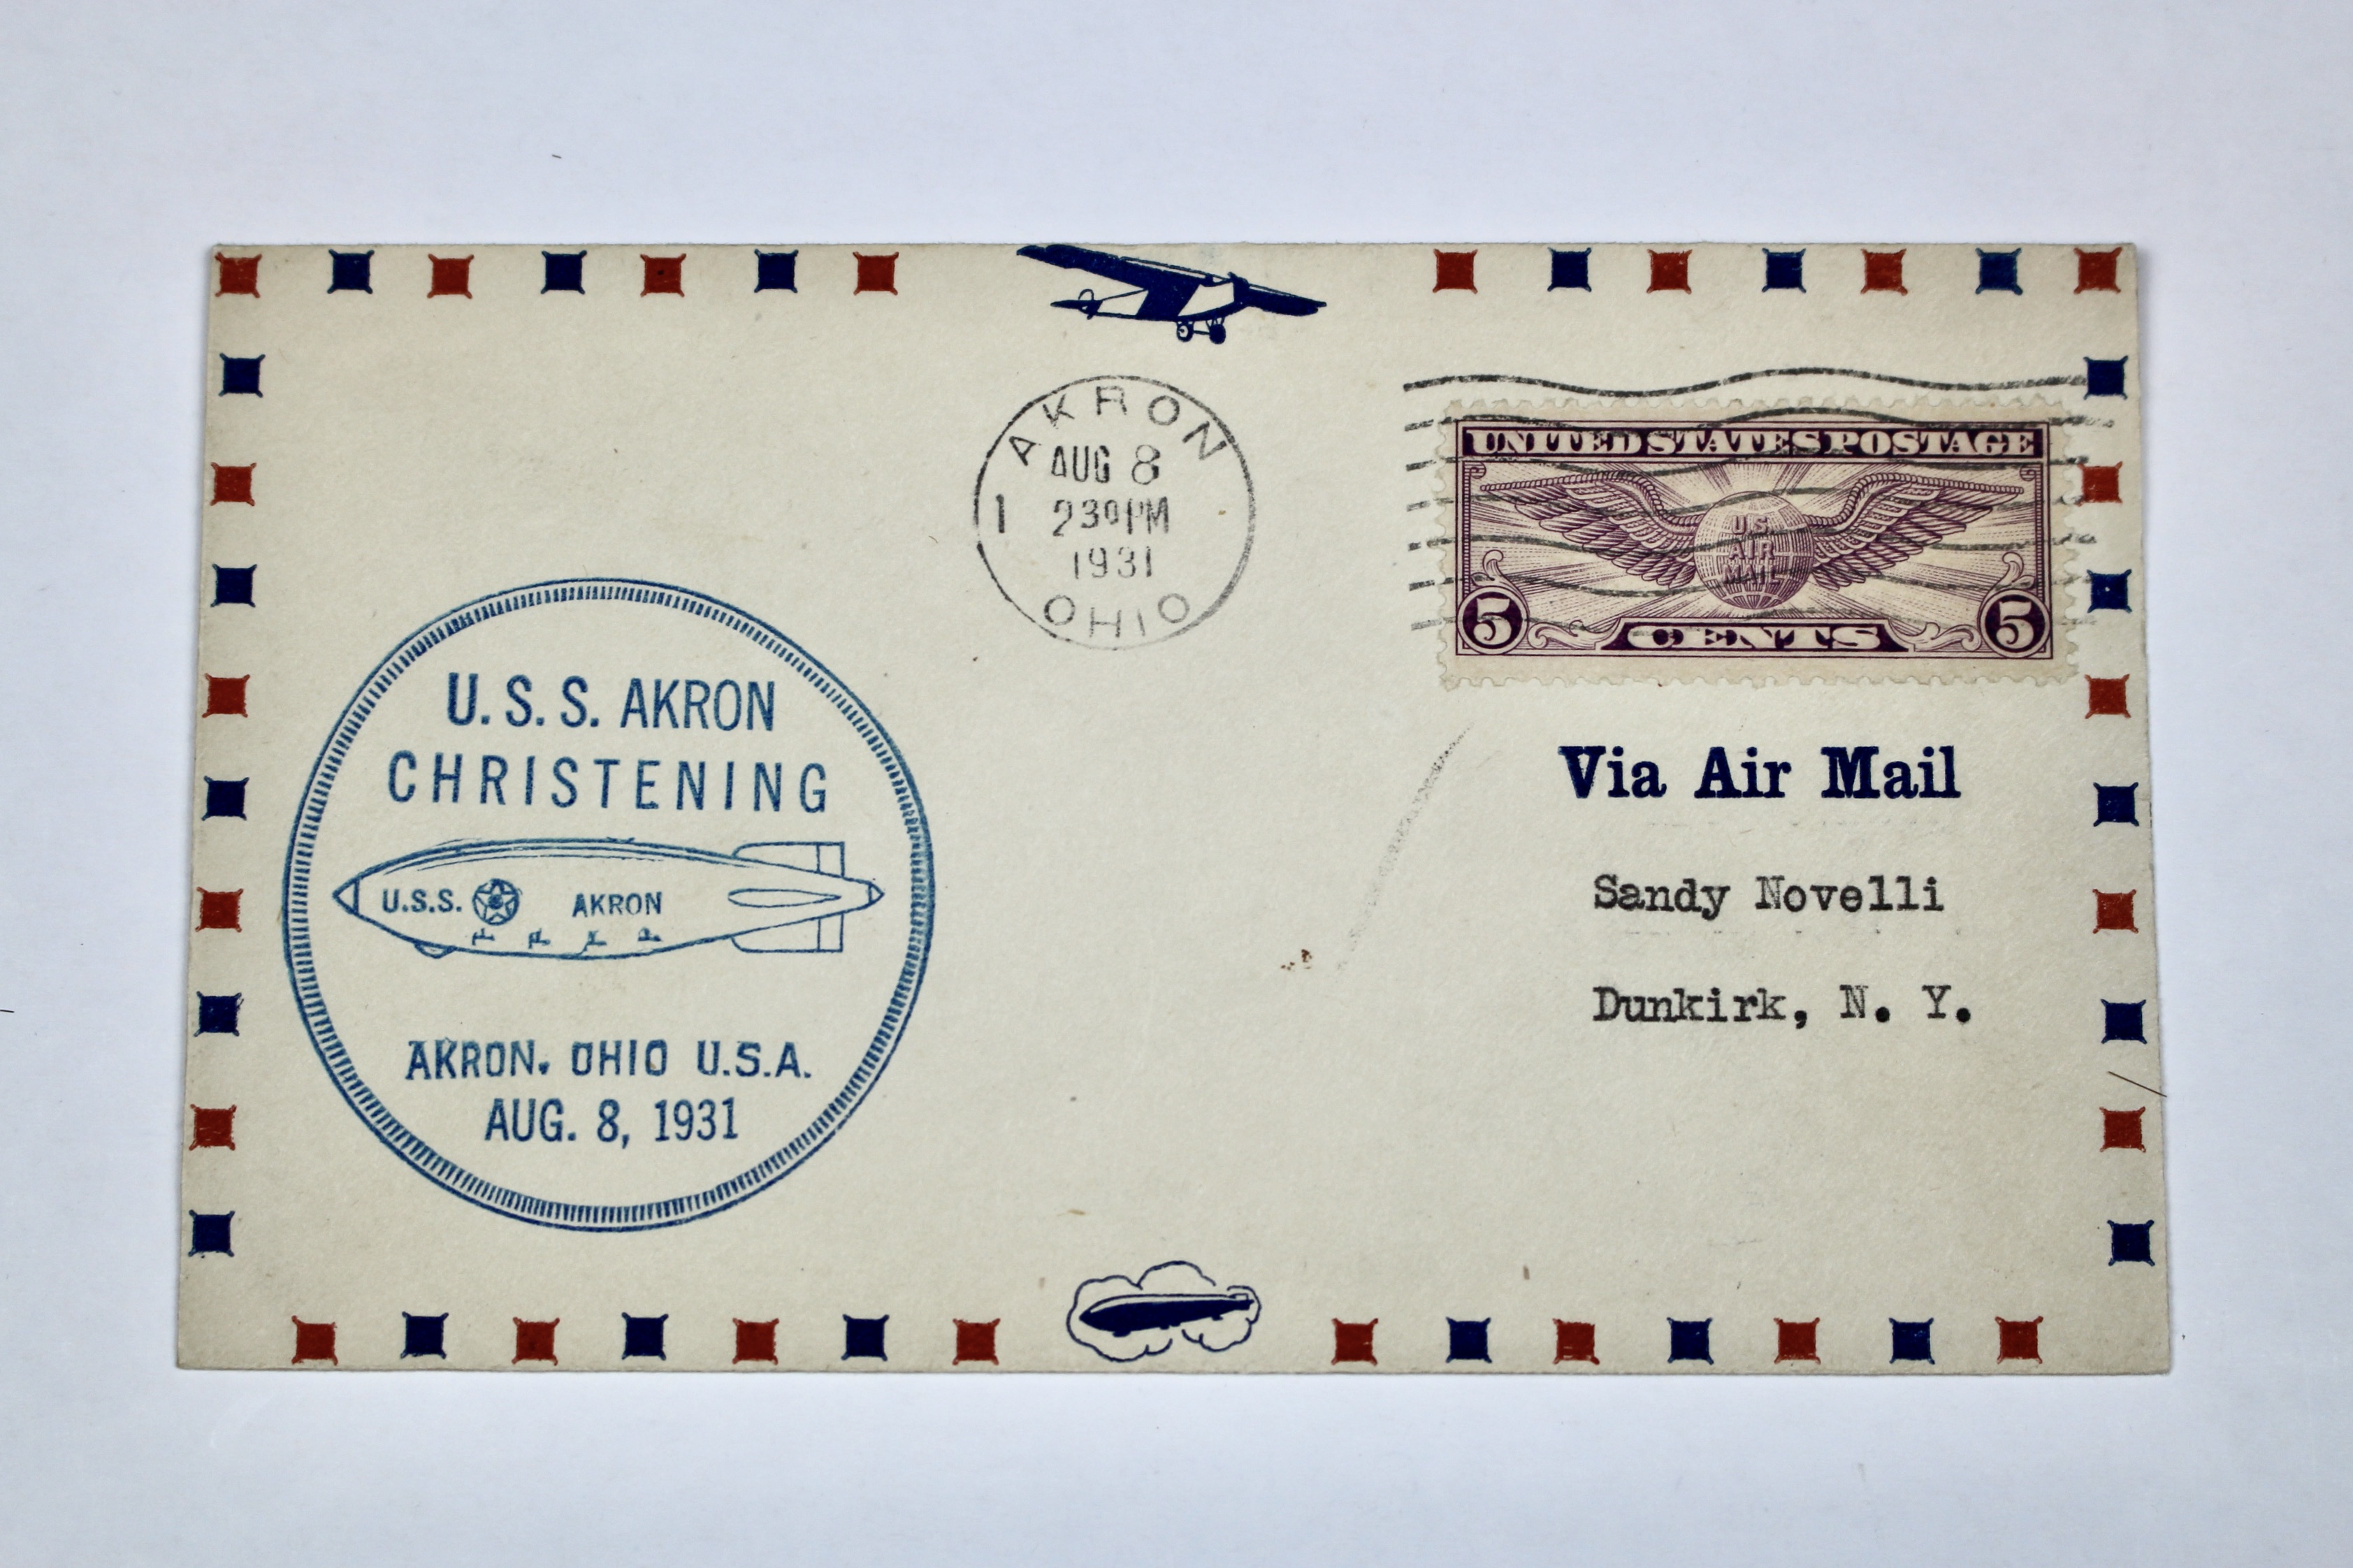 AKRON
AUG 8
1 230PM
1931
OHIO
UNITED STATES POSTAGE
U.S.
AIR
MAIL
5 CENTS 5
U.S.S. AKRON
CHRISTENING
U.S.S. AKRON
AKRON, OHIO U.S.A.
AUG. 8, 1931
Via Air Mail
Sandy Novelli
Dunkirk, N. Y.